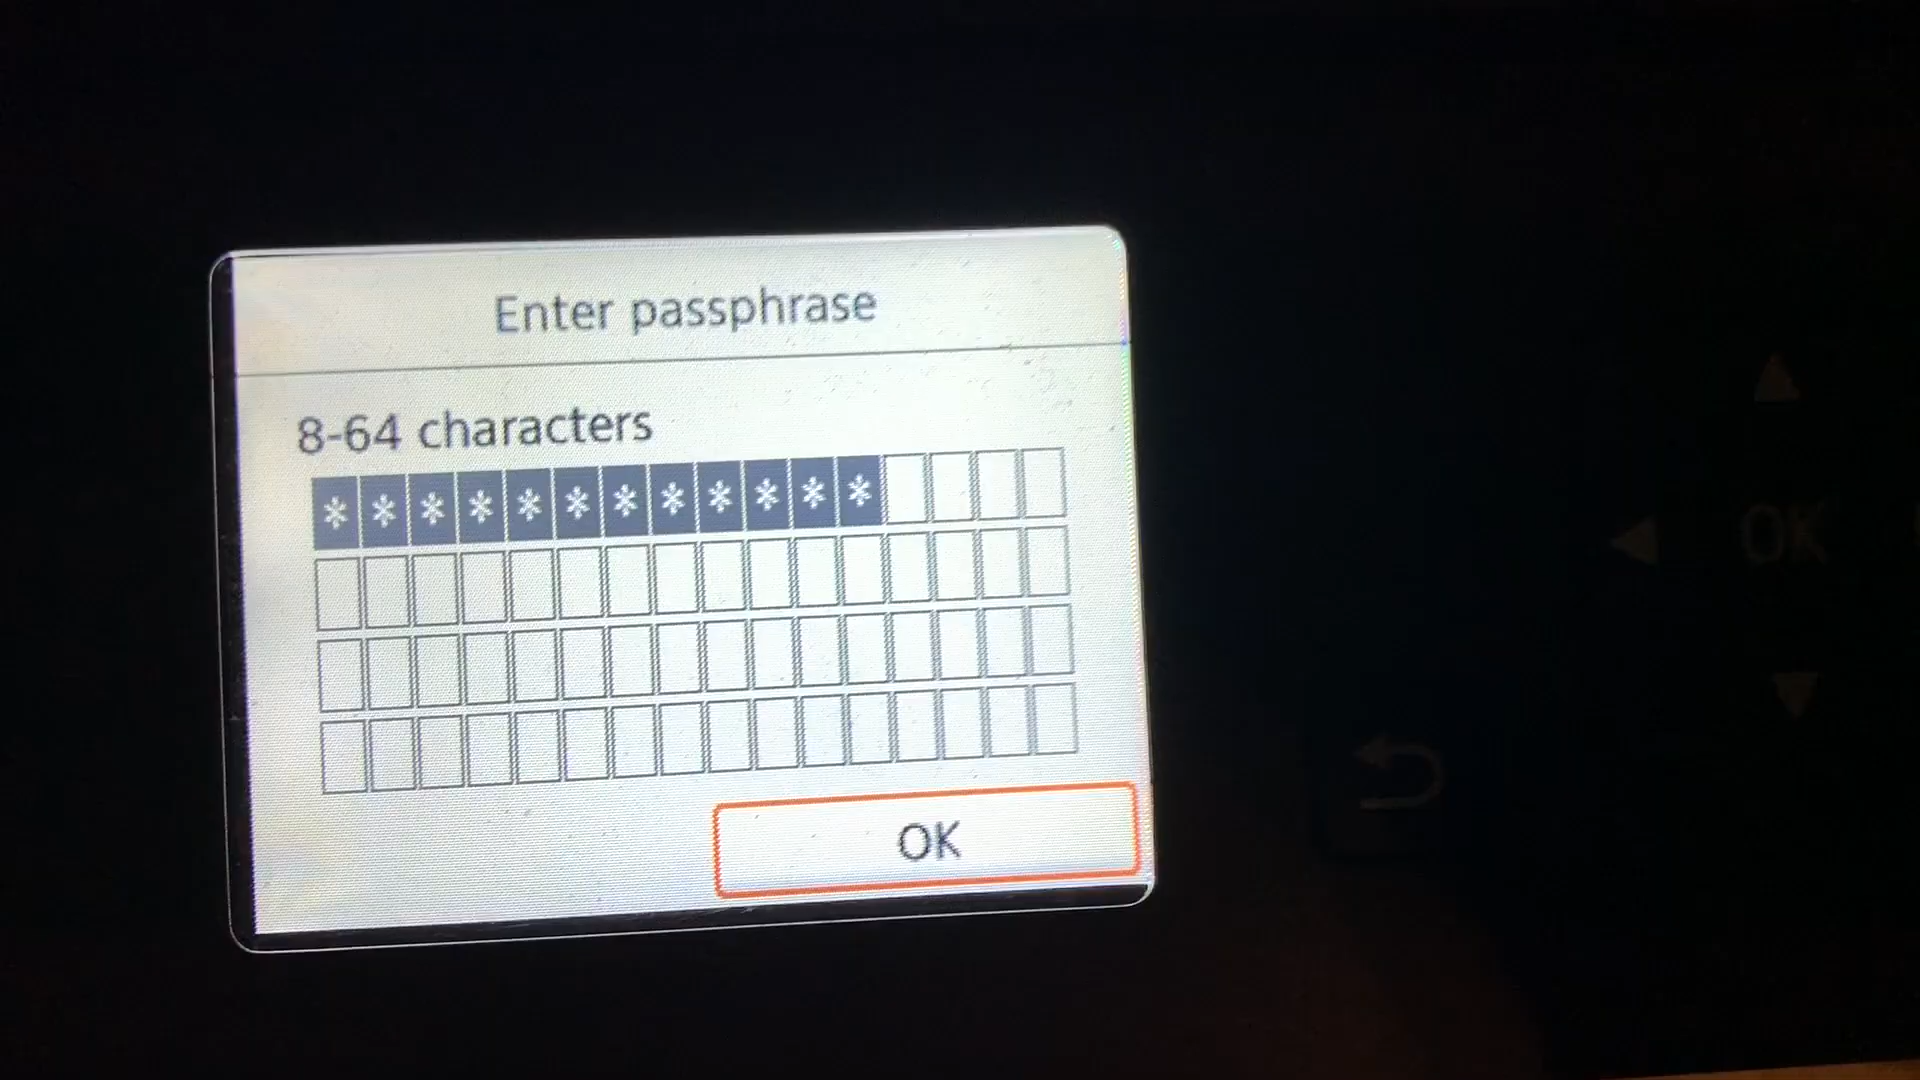 Enter passphrase
8-64 characters
************
OK
OK